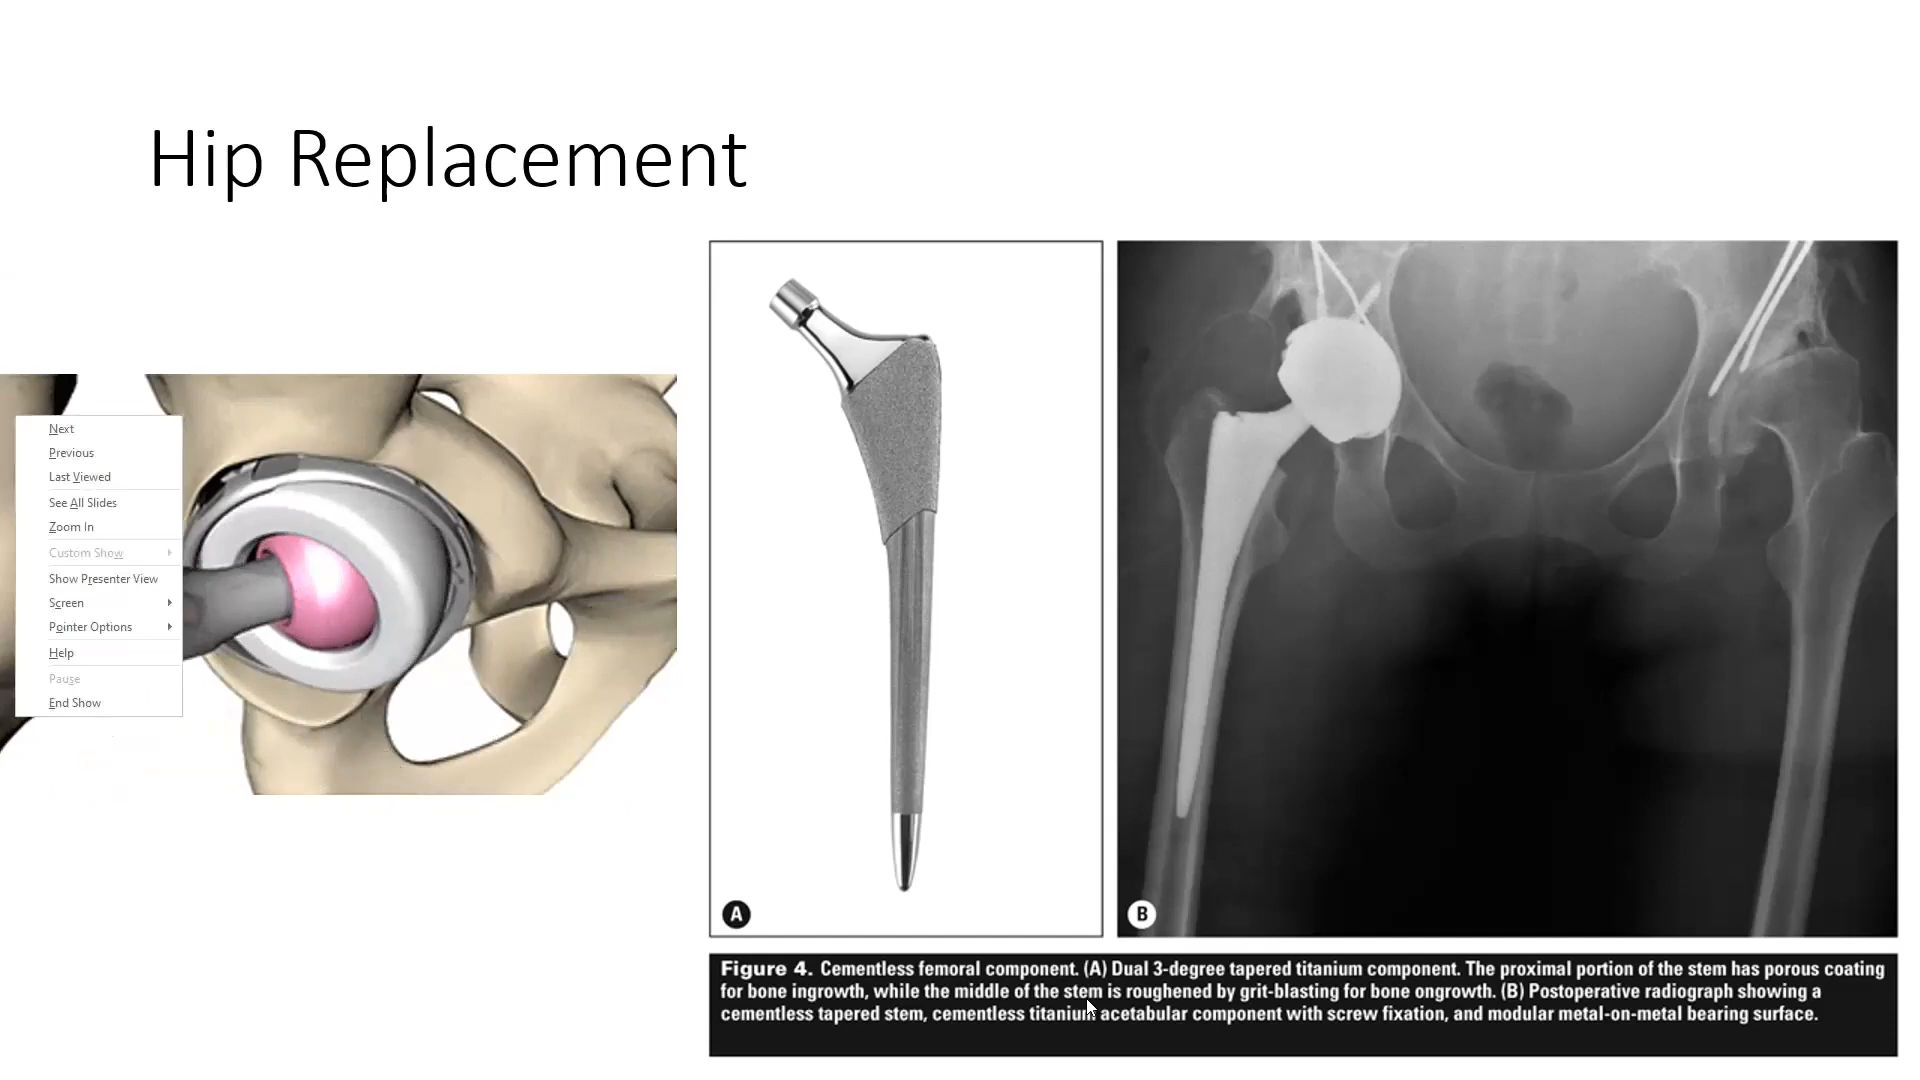 Hip Replacement
Next
Previous
Last Viewed
See All Slides
Zoom In
Custom Show
Show Presenter View
Screen
Pointer Options
Help
Pause
End Show
A
B
Figure 4. Cementless femoral component. (A) Dual 3-degree tapered titanium component. The proximal portion of the stem has porous coating
for bone ingrowth, while the middle of the stem is roughened by grit-blasting for bone ongrowth. (B) Postoperative radiograph showing a
cementless tapered stem, cementless titanium acetabular component with screw fixation, and modular metal-on-metal bearing surface.